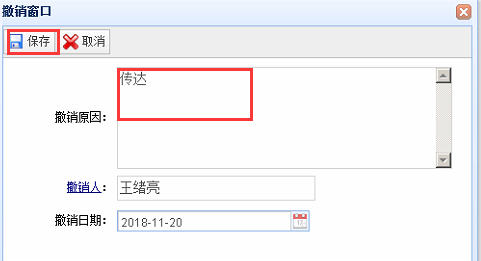 撤销窗口
保存 取消
撤销原因： 传达
撤销人： 王绪亮
撤销日期： 2018-11-20